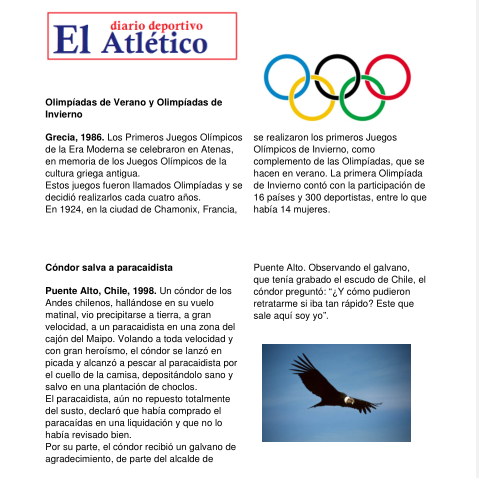 diario deportivo
El Atlético
Olimpíadas de Verano y Olimpíadas de
Invierno
Grecia, 1986. Los Primeros Juegos Olímpicos
de la Era Moderna se celebraron en Atenas,
en memoria de los Juegos Olímpicos de la
cultura griega antigua.
Estos juegos fueron llamados Olimpíadas y se
decidió realizarlos cada cuatro años.
En 1924, en la ciudad de Chamonix, Francia,
se realizaron los primeros Juegos
Olímpicos de Invierno, como
complemento de las Olimpíadas, que se
hacen en verano. La primera Olimpíada
de Invierno contó con la participación de
16 países y 300 deportistas, entre lo que
había 14 mujeres.
Cóndor salva a paracaidista
Puente Alto, Chile, 1998. Un cóndor de los
Andes chilenos, hallándose en su vuelo
matinal, vio precipitarse a tierra, a gran
velocidad, a un paracaidista en una zona del
cajón del Maipo. Volando a toda velocidad y
con gran heroísmo, el cóndor se lanzó en
picada y alcanzó a pescar al paracaidista por
el cuello de la camisa, depositándolo sano y
salvo en una plantación de choclos.
El paracaidista, aún no repuesto totalmente
del susto, declaró que había comprado el
paracaídas en una liquidación y que no lo
había revisado bien.
Por su parte, el cóndor recibió un galvano de
agradecimiento, de parte del alcalde de
Puente Alto. Observando el galvano,
que tenía grabado el escudo de Chile, el
cóndor preguntó: “¿Y cómo pudieron
retratarme si iba tan rápido? Este que
sale aquí soy yo”.